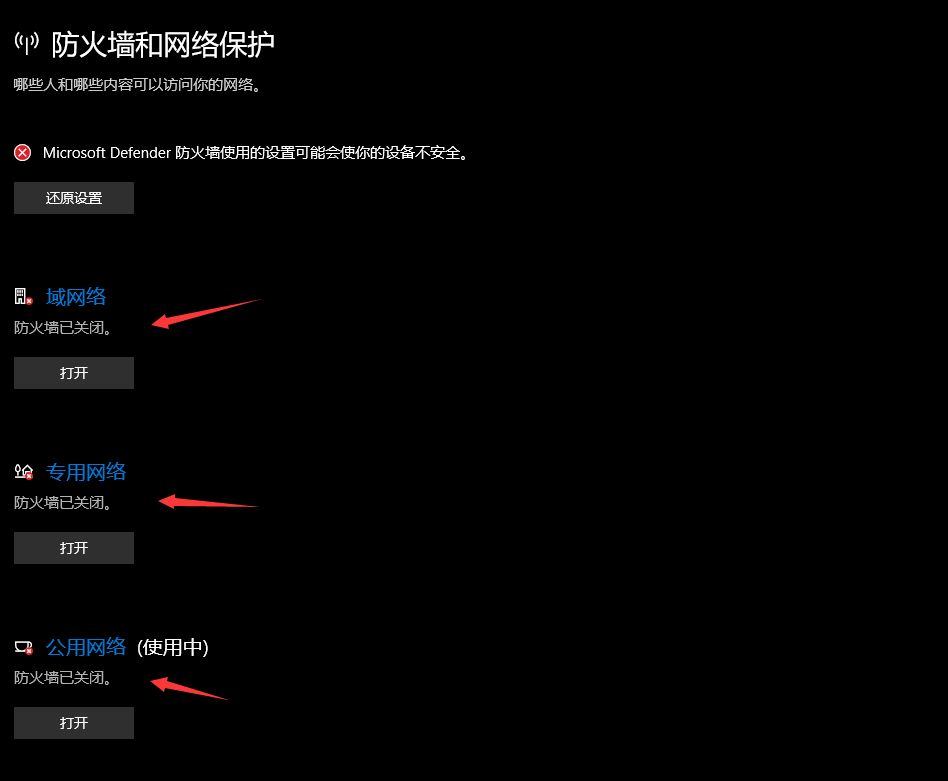 防火墙和网络保护
哪些人和哪些内容可以访问你的网络。
Microsoft Defender 防火墙使用的设置可能会使你的设备不安全。
还原设置
域网络
防火墙已关闭。
打开
专用网络
防火墙已关闭。
打开
公用网络 (使用中)
防火墙已关闭。
打开